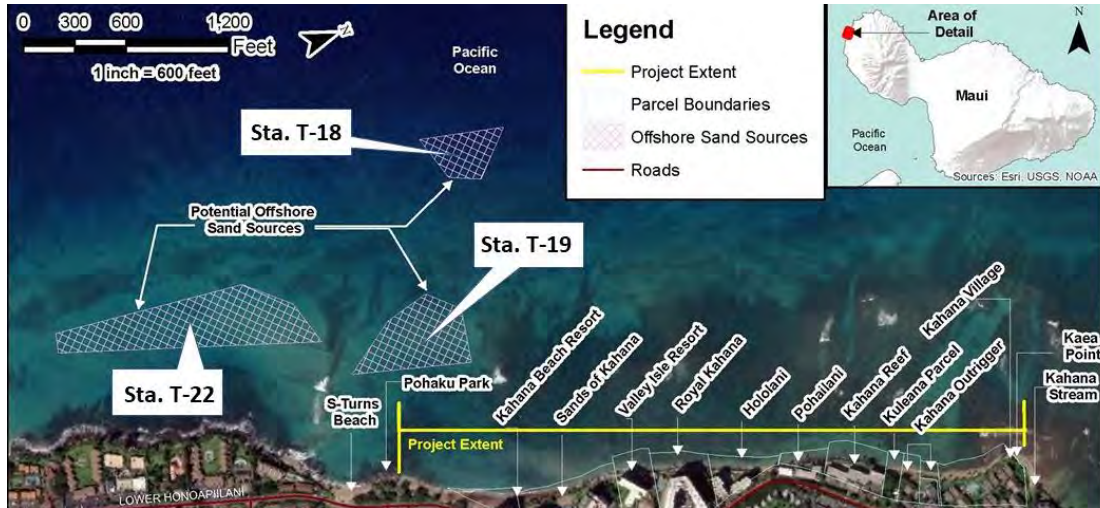 0 300 600 1,200
Feet
1 inch = 600 feet
N
Pacific
Ocean
Legend
Project Extent
Parcel Boundaries
Offshore Sand Sources
Roads
Area of
Detail
N
Maui
Pacific
Ocean
Sources: Esri, USGS, NOAA
Sta. T-18
Potential Offshore
Sand Sources
Sta. T-19
Sta. T-22
S-Turns
Beach
Pohaku Park
Kahana Beach Resort
Sands of Kahana
Valley Isle Resort
Royal Kahana
Hololani
Pohailani
Kahana Reef
Kuleana Parcel
Kahana Outrigger
Kahana Village
Kaea
Point
Kahana
Stream
Project Extent
LOWER HONOAPIILANI